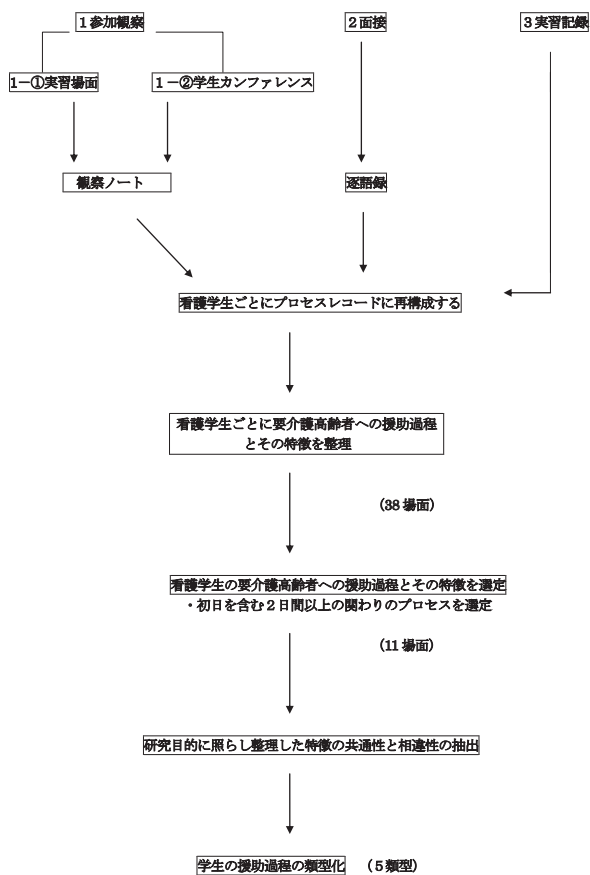 1 参加観察
2 面接
3 実習記録
1－①実習場面
1－②学生カンファレンス
観察ノート
逐語録
看護学生ごとにプロセスレコードに再構成する
看護学生ごとに要介護高齢者への援助過程
とその特徴を整理
（38 場面）
看護学生の要介護高齢者への援助過程とその特徴を選定
・初日を含む２日間以上の関わりのプロセスを選定
（11 場面）
研究目的に照らし整理した特徴の共通性と相違性の抽出
学生の援助過程の類型化　（５類型）